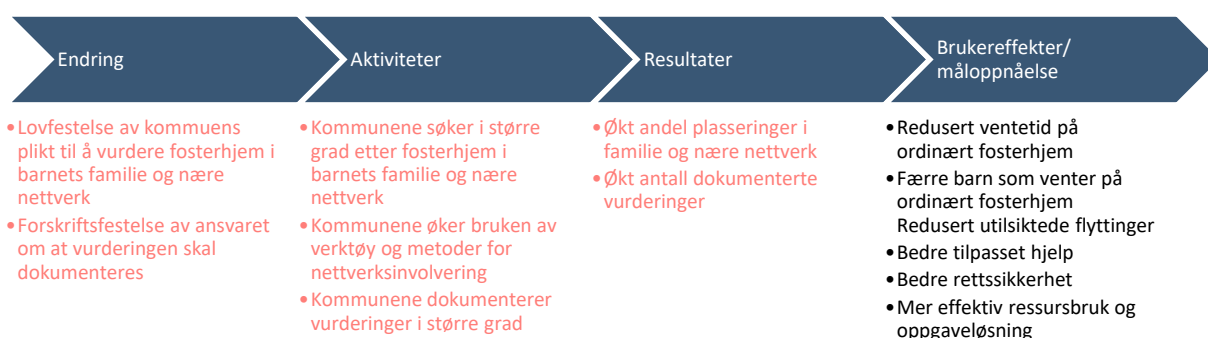 Endring
Aktiviteter
Resultater
Brukereffekter/
måloppnåelse
•Lovfestelse av kommuens
plikt til å vurdere fosterhjem i
barnets familie og nære
nettverk
•Forskriftsfestelse av ansvaret
om at vurderingen skal
dokumenteres
•Kommunene søker i større
grad etter fosterhjem i
barnets familie og nære
nettverk
•Kommunene øker bruken av
verktøy og metoder for
nettverksinvolvering
•Kommunene dokumenterer
vurderinger i større grad
•Økt andel plasseringer i
familie og nære nettverk
•Økt antall dokumenterte
vurderinger
•Redusert ventetid på
ordinært fosterhjem
•Færre barn som venter på
ordinært fosterhjem
Redusert utilsiktede flyttinger
•Bedre tilpasset hjelp
•Bedre rettssikkerhet
•Mer effektiv ressursbruk og
oppgaveløsning